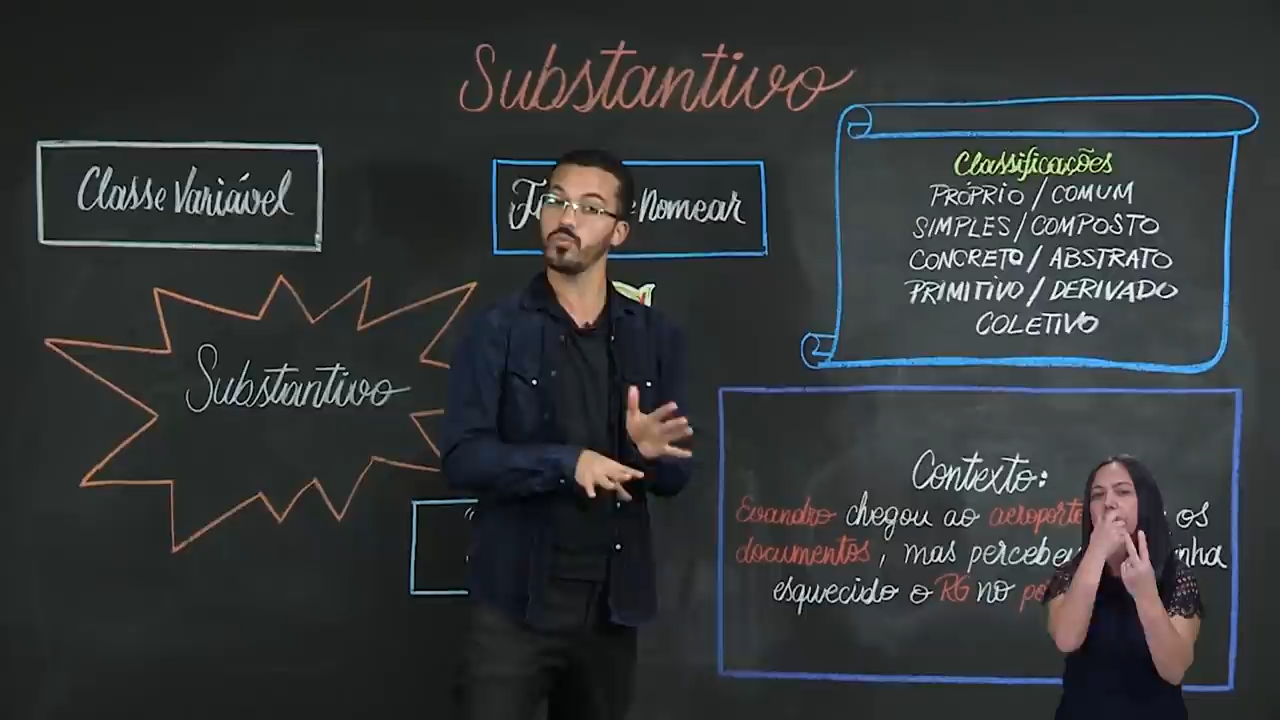 Substantivo
Classe Variável
Nomear
Classificações
PRÓPRIO / COMUM
SIMPLES / COMPOSTO
CONCRETO / ABSTRATO
PRIMITIVO / DERIVADO
COLETIVO
Substantivo
Contexto:
Evandro chegou ao aeroporto os
documentos, mas percebeu
esquecido o RG no